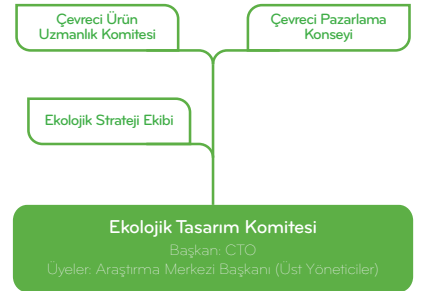 Çevreci Ürün
Uzmanlık Komitesi
Çevreci Pazarlama
Konseyi
Ekolojik Strateji Ekibi
Ekolojik Tasarım Komitesi
Başkan: CTO
Üyeler: Araştırma Merkezi Başkanı (Üst Yöneticiler)